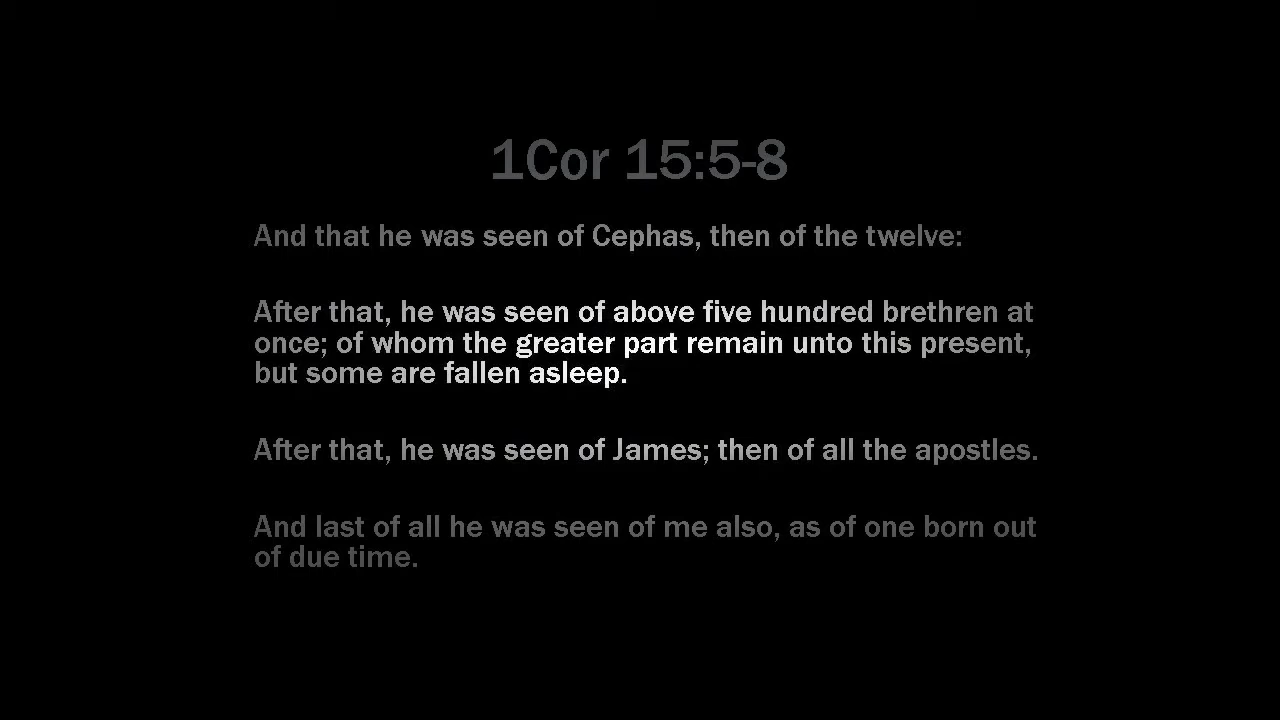 1Cor 15:5-8
And that he was seen of Cephas, then of the twelve:
After that, he was seen of above five hundred brethren at
once; of whom the greater part remain unto this present,
but some are fallen asleep.
After that, he was seen of James; then of all the apostles.
And last of all he was seen of me also, as of one born out
of due time.